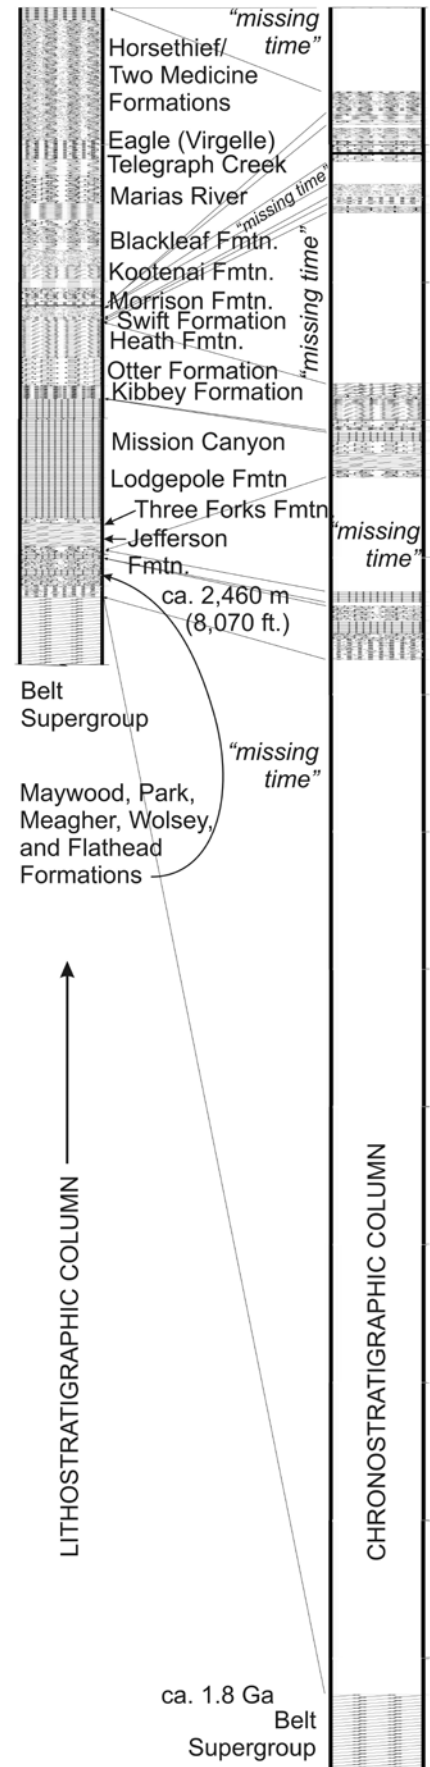 “missing
time”
Horsethief/
Two Medicine
Formations
Eagle (Virgelle)
Telegraph Creek
Marias River
“missing time”
Blackleaf Fmtn.
Kootenai Fmtn.
“missing time”
Morrison Fmtn.
Swift Formation
Heath Fmtn.
Otter Formation
Kibbey Formation
Mission Canyon
Lodgepole Fmtn
Three Forks Fmtn.
Jefferson
Fmtn.
“missing
time”
ca. 2,460 m
(8,070 ft.)
Belt
Supergroup
“missing
time”
Maywood, Park,
Meagher, Wolsey,
and Flathead
Formations
LITHOSTRATIGRAPHIC COLUMN
CHRONOSTRATIGRAPHIC COLUMN
ca. 1.8 Ga
Belt
Supergroup